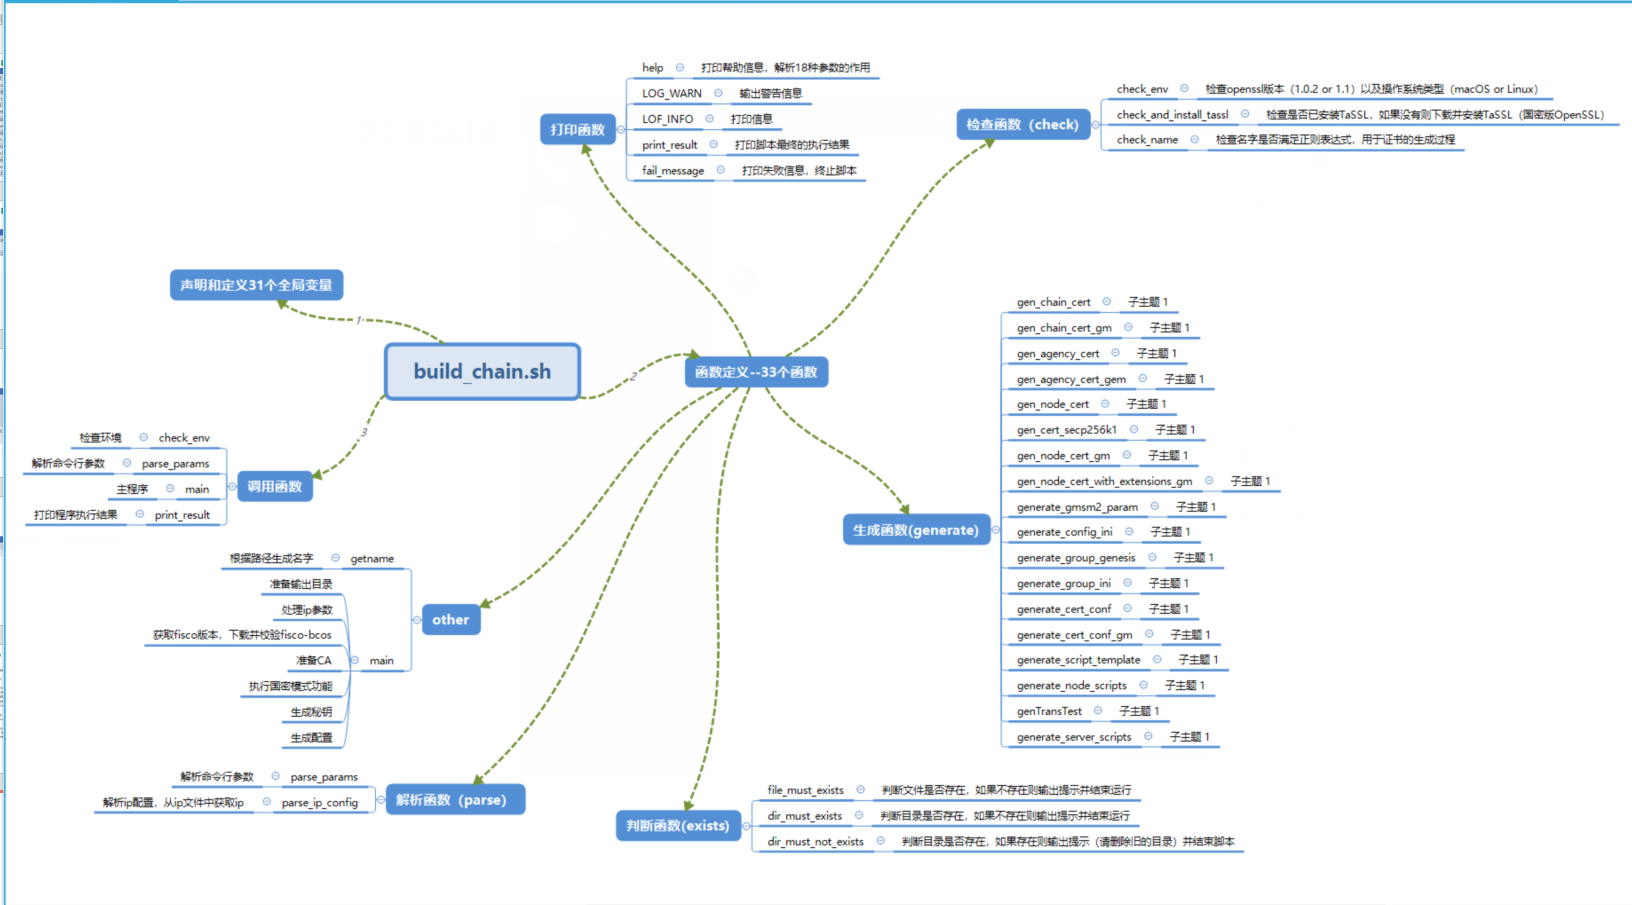 help 打印帮助信息，解析18种参数的作用
LOG_WARN 输出警告信息
打印函数
LOF_INFO 打印信息
print_result 打印脚本最终的执行结果
fail_message 打印失败信息，终止脚本
check_env 检查openssl版本（1.0.2 or 1.1）以及操作系统类型（macOS or Linux）
检查函数（check）
check_and_install_tassl 检查是否已安装TaSSL，如果没有则下载并安装TaSSL（国密版OpenSSL）
check_name 检查名字是否满足正则表达式，用于证书的生成过程
声明和定义31个全局变量
1
build_chain.sh
2
函数定义--33个函数
3
检查环境 check_env
解析命令行参数 parse_params
调用函数
主程序 main
打印程序执行结果 print_result
gen_chain_cert 子主题 1
gen_chain_cert_gm 子主题 1
gen_agency_cert 子主题 1
gen_agency_cert_gem 子主题 1
gen_node_cert 子主题 1
gen_cert_secp256k1 子主题 1
gen_node_cert_gm 子主题 1
gen_node_cert_with_extensions_gm 子主题 1
generate_gmsm2_param 子主题 1
生成函数(generate)
generate_config_ini 子主题 1
generate_group_genesis 子主题 1
generate_group_ini 子主题 1
generate_cert_conf 子主题 1
generate_cert_conf_gm 子主题 1
generate_script_template 子主题 1
generate_node_scripts 子主题 1
genTransTest 子主题 1
generate_server_scripts 子主题 1
根据路径生成名字 getname
准备输出目录
处理ip参数
other
获取fisco版本，下载并校验fisco-bcos
准备CA main
执行国密模式功能
生成秘钥
生成配置
解析命令行参数 parse_params
解析函数（parse）
解析ip配置，从ip文件中获取ip parse_ip_config
file_must_exists 判断文件是否存在，如果不存在则输出提示并结束运行
判断函数(exists)
dir_must_exists 判断目录是否存在，如果不存在则输出提示并结束运行
dir_must_not_exists 判断目录是否存在，如果存在则输出提示（请删除旧的目录）并结束脚本